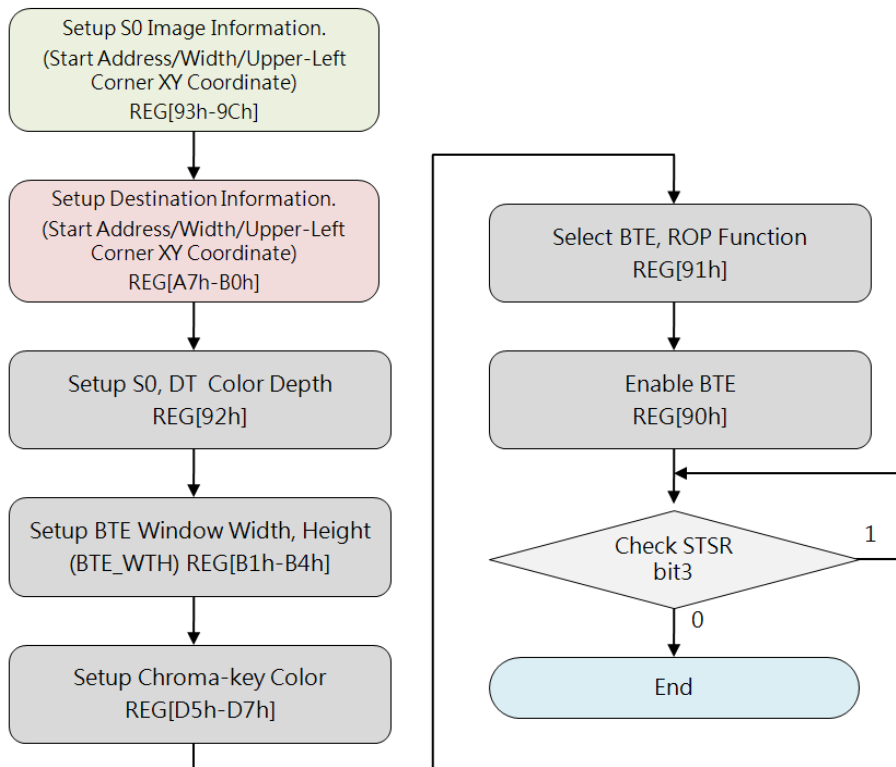 Setup S0 Image Information.
(Start Address/Width/Upper-Left
Corner XY Coordinate)
REG[93h-9Ch]
Setup Destination Information.
(Start Address/Width/Upper-Left
Corner XY Coordinate)
REG[A7h-B0h]
Setup S0, DT Color Depth
REG[92h]
Setup BTE Window Width, Height
(BTE_WTH) REG[B1h-B4h]
Setup Chroma-key Color
REG[D5h-D7h]
Select BTE, ROP Function
REG[91h]
Enable BTE
REG[90h]
Check STSR
bit3
1
0
End